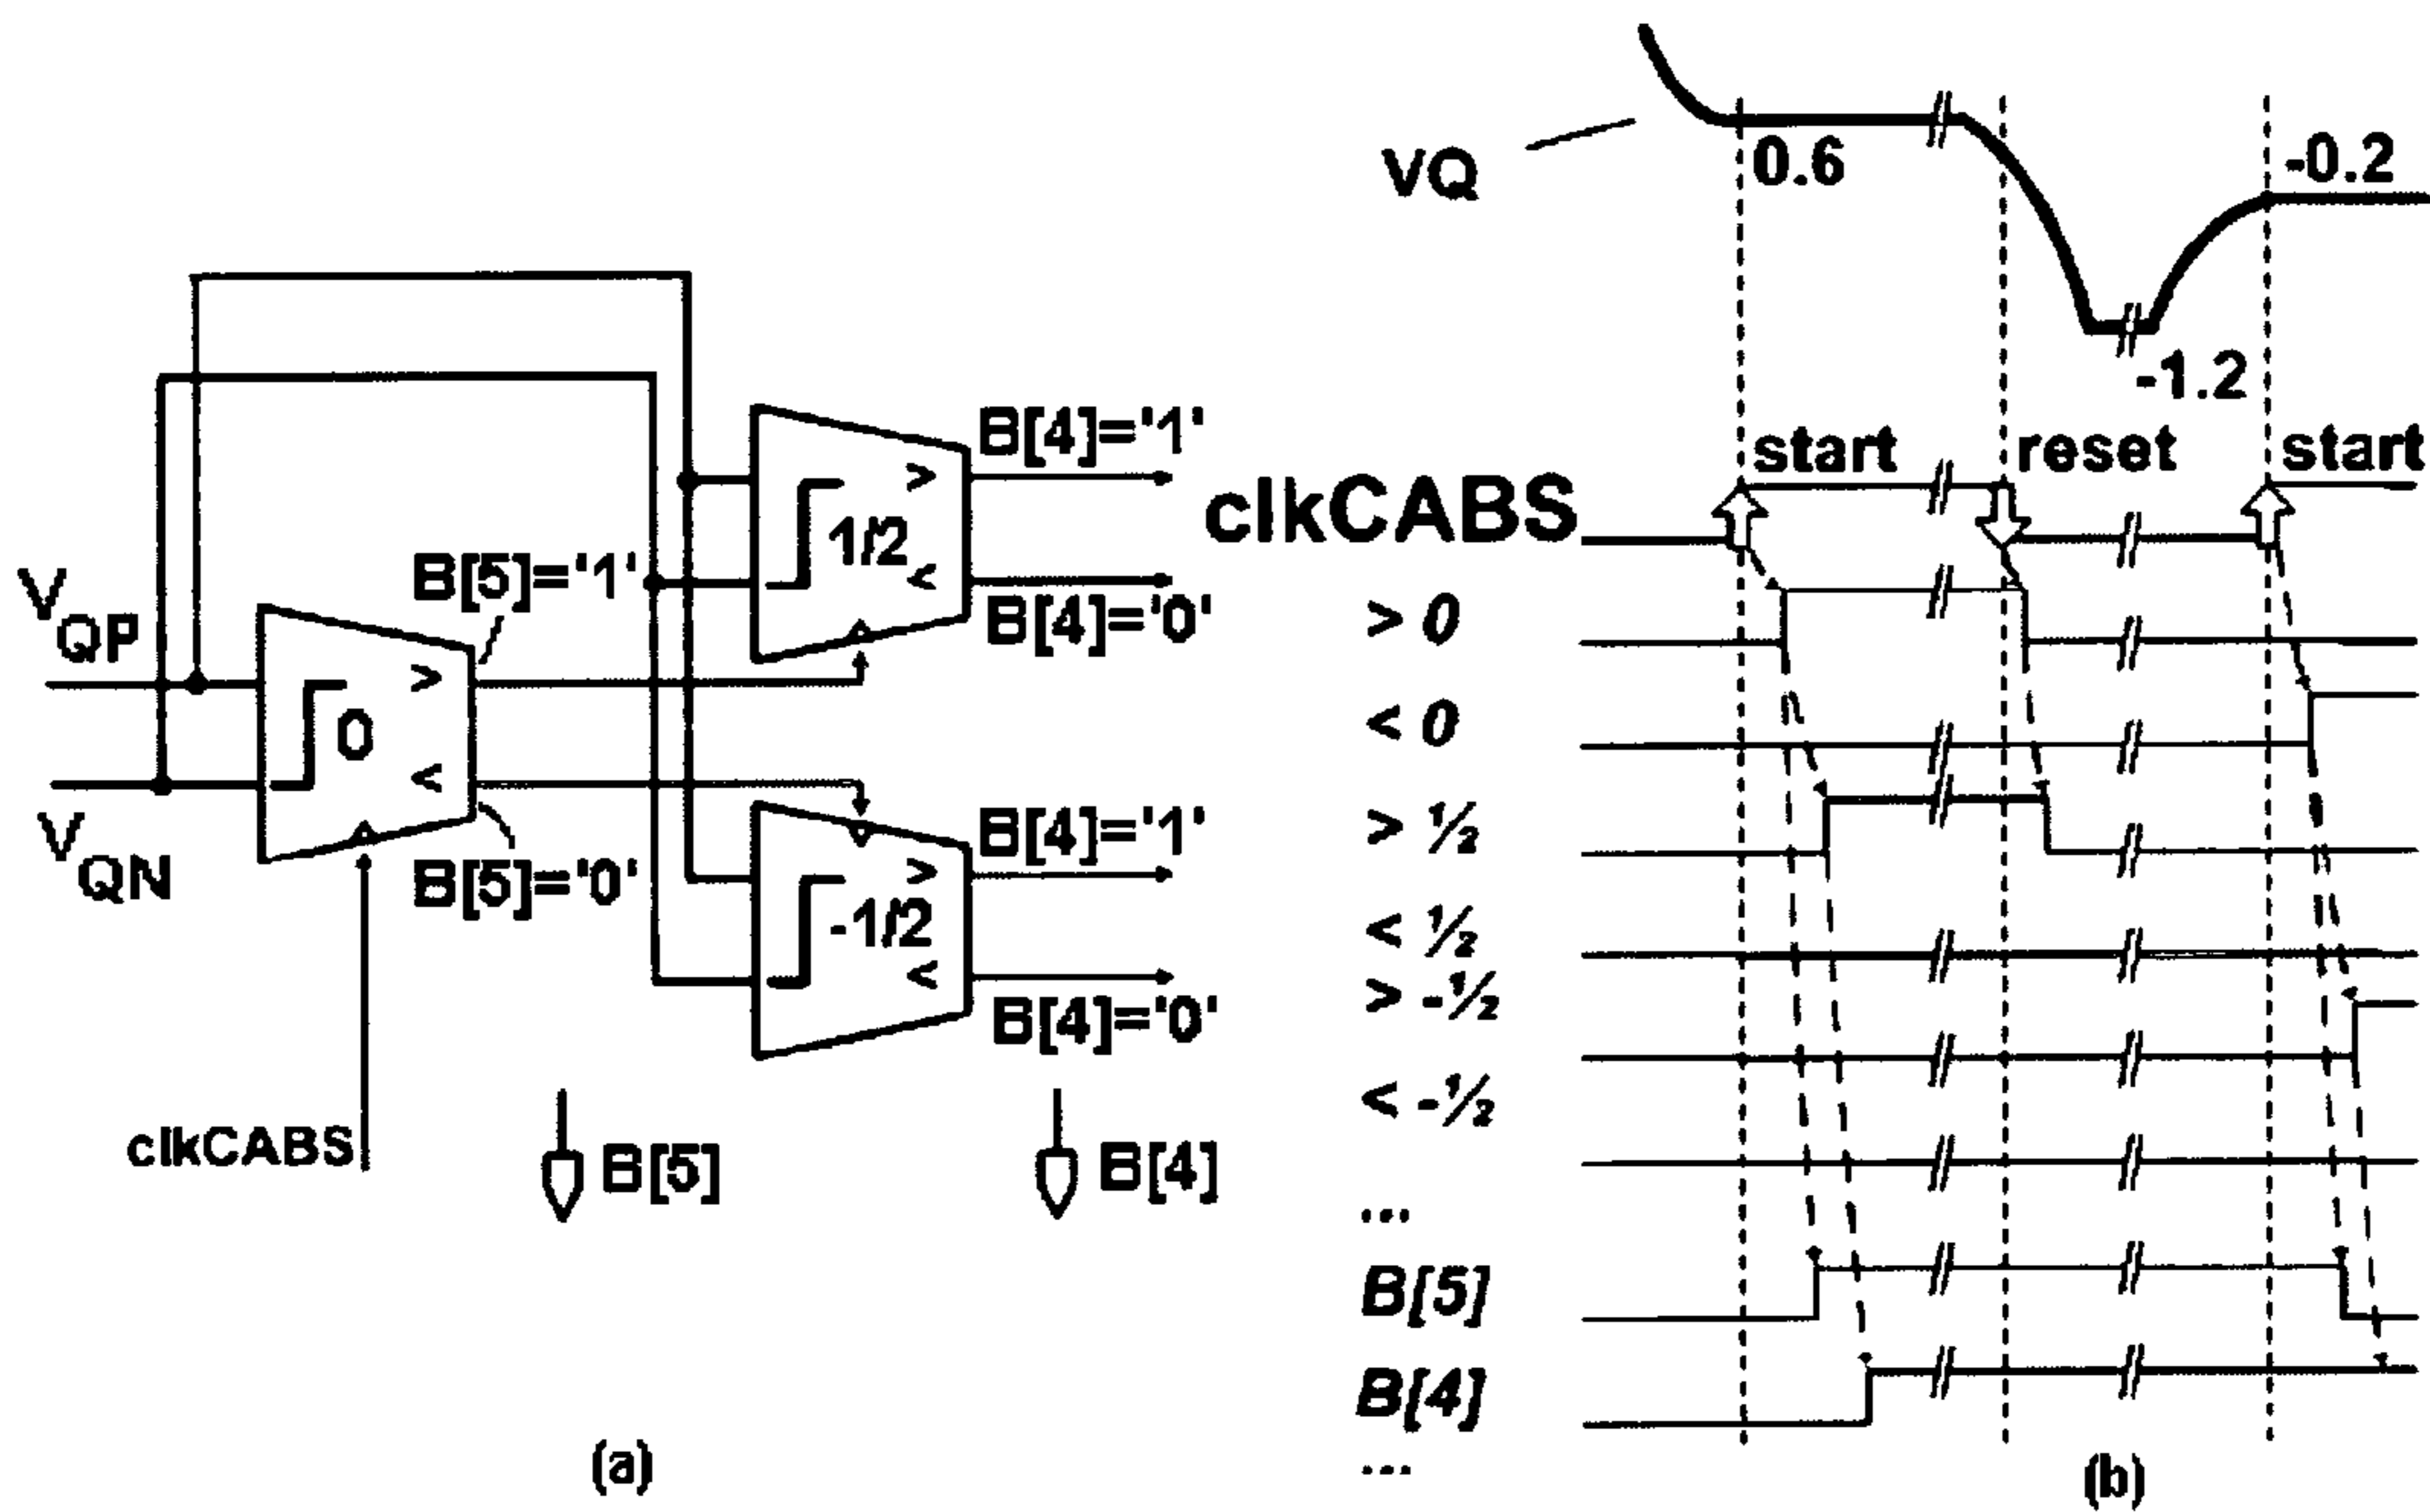 V_QP
V_QN
0
>
<
B[5]='1'
B[5]='0'
clkCABS
1/2
>
<
B[4]='1'
B[4]='0'
-1/2
>
<
B[4]='1'
B[4]='0'
B[5]
B[4]
(a)
VQ
0.6
-0.2
-1.2
start
reset
start
clkCABS
> 0
< 0
> ½
< ½
> -½
< -½
...
B[5]
B[4]
...
(b)